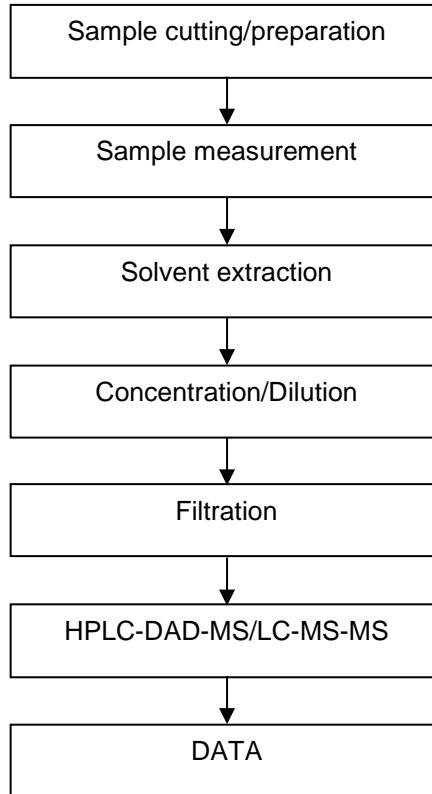 Sample cutting/preparation
Sample measurement
Solvent extraction
Concentration/Dilution
Filtration
HPLC-DAD-MS/LC-MS-MS
DATA